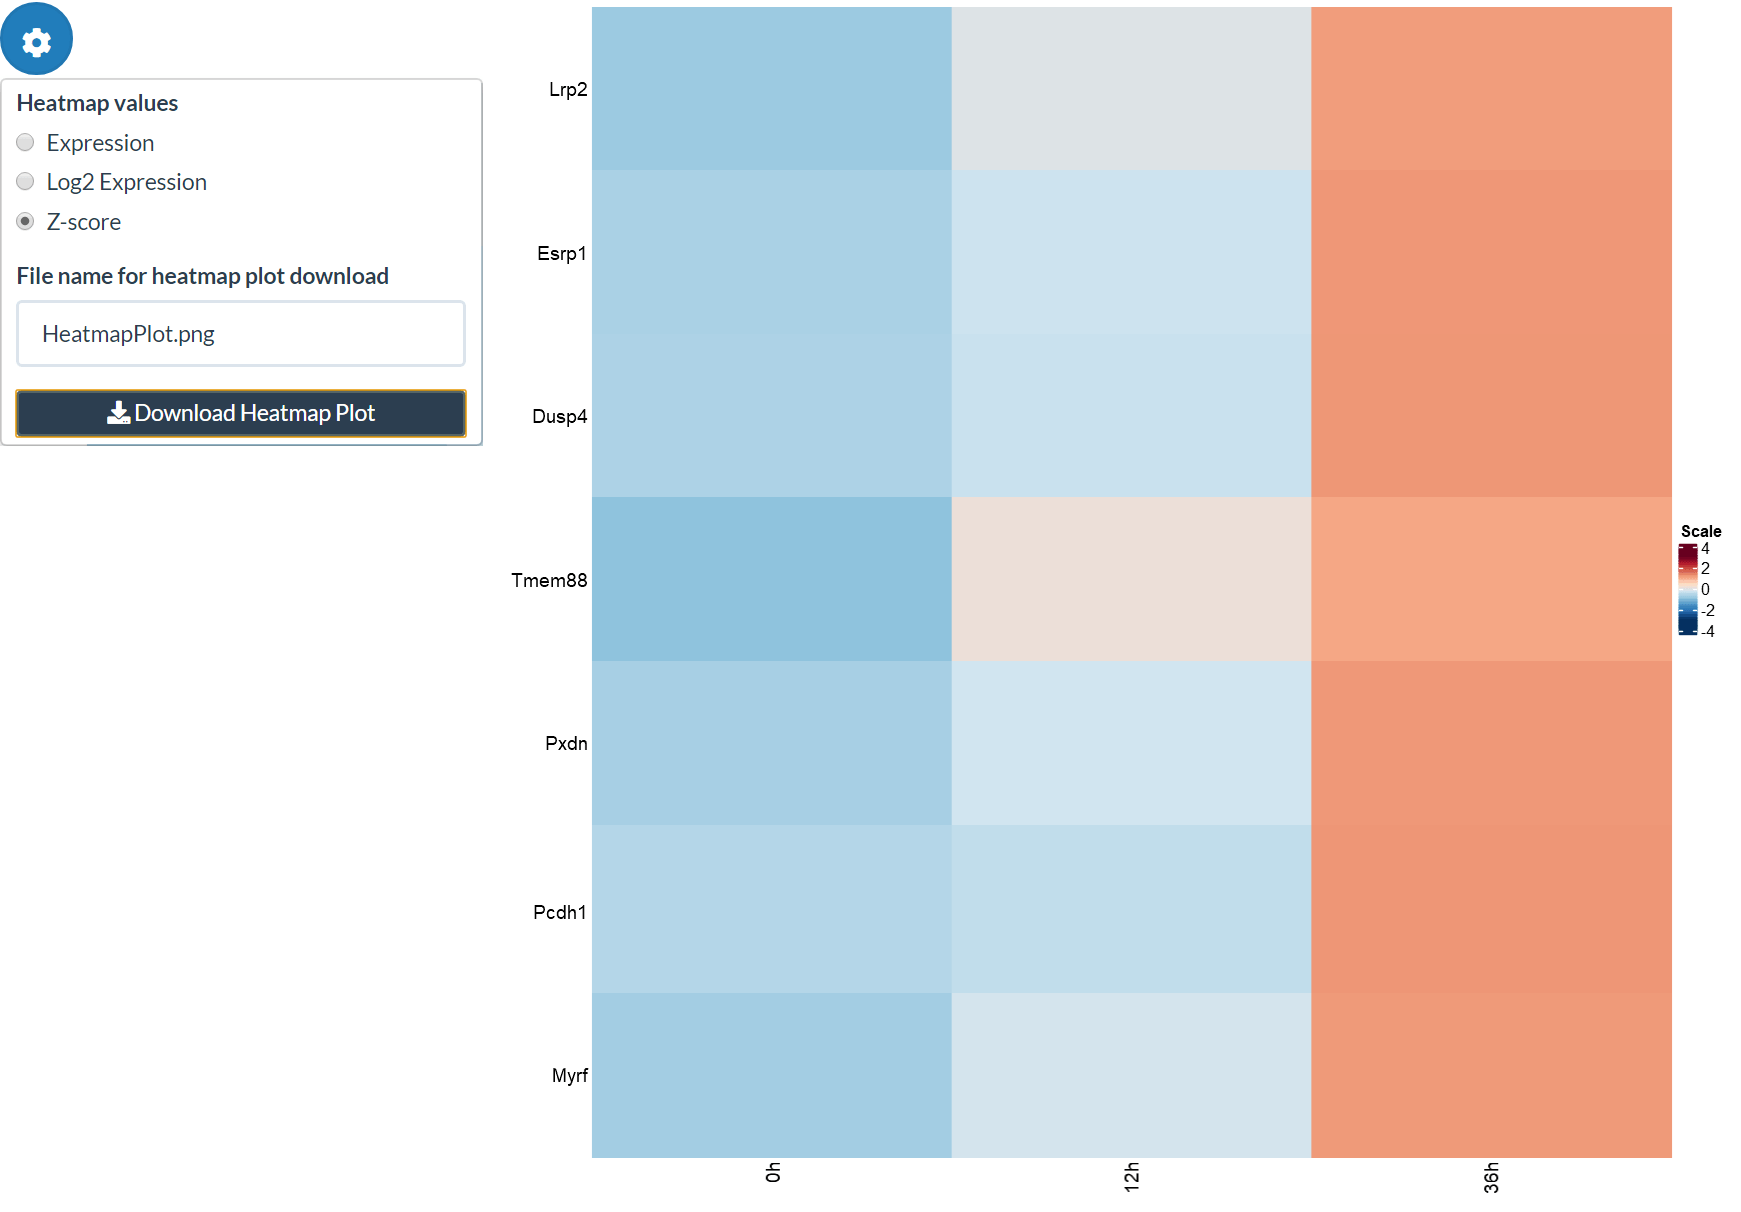 Heatmap values
Expression
Log2 Expression
Z-score
File name for heatmap plot download
HeatmapPlot.png
Download Heatmap Plot
Lrp2
Esrp1
Dusp4
Tmem88
Pxdn
Pcdh1
Myrf
0h
12h
36h
Scale
4
2
0
-2
-4